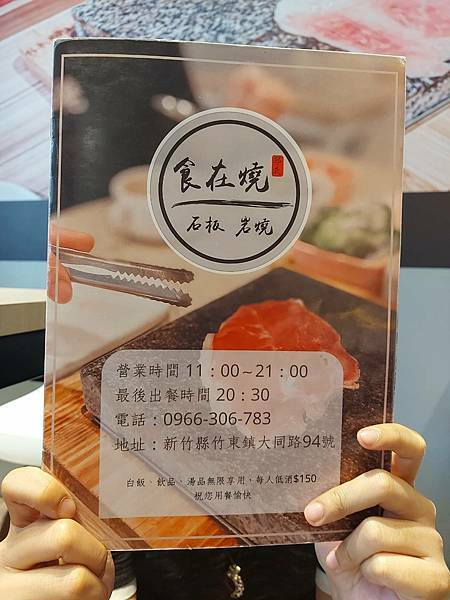 食在燒
石板 岩燒
營業時間 11：00~21：00
最後出餐時間 20：30
電話：0966-306-783
地址：新竹縣竹東鎮大同路94號
白飯、飲品、湯品無限享用，每人低消$150
祝您用餐愉快